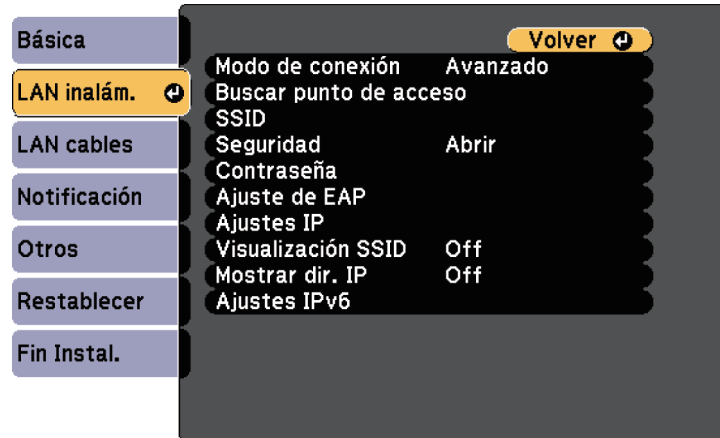 Básica
LAN inalám.
LAN cables
Notificación
Otros
Restablecer
Fin Instal.
Volver
Modo de conexión Avanzado
Buscar punto de acceso
SSID
Seguridad Abrir
Contraseña
Ajuste de EAP
Ajustes IP
Visualización SSID Off
Mostrar dir. IP Off
Ajustes IPv6